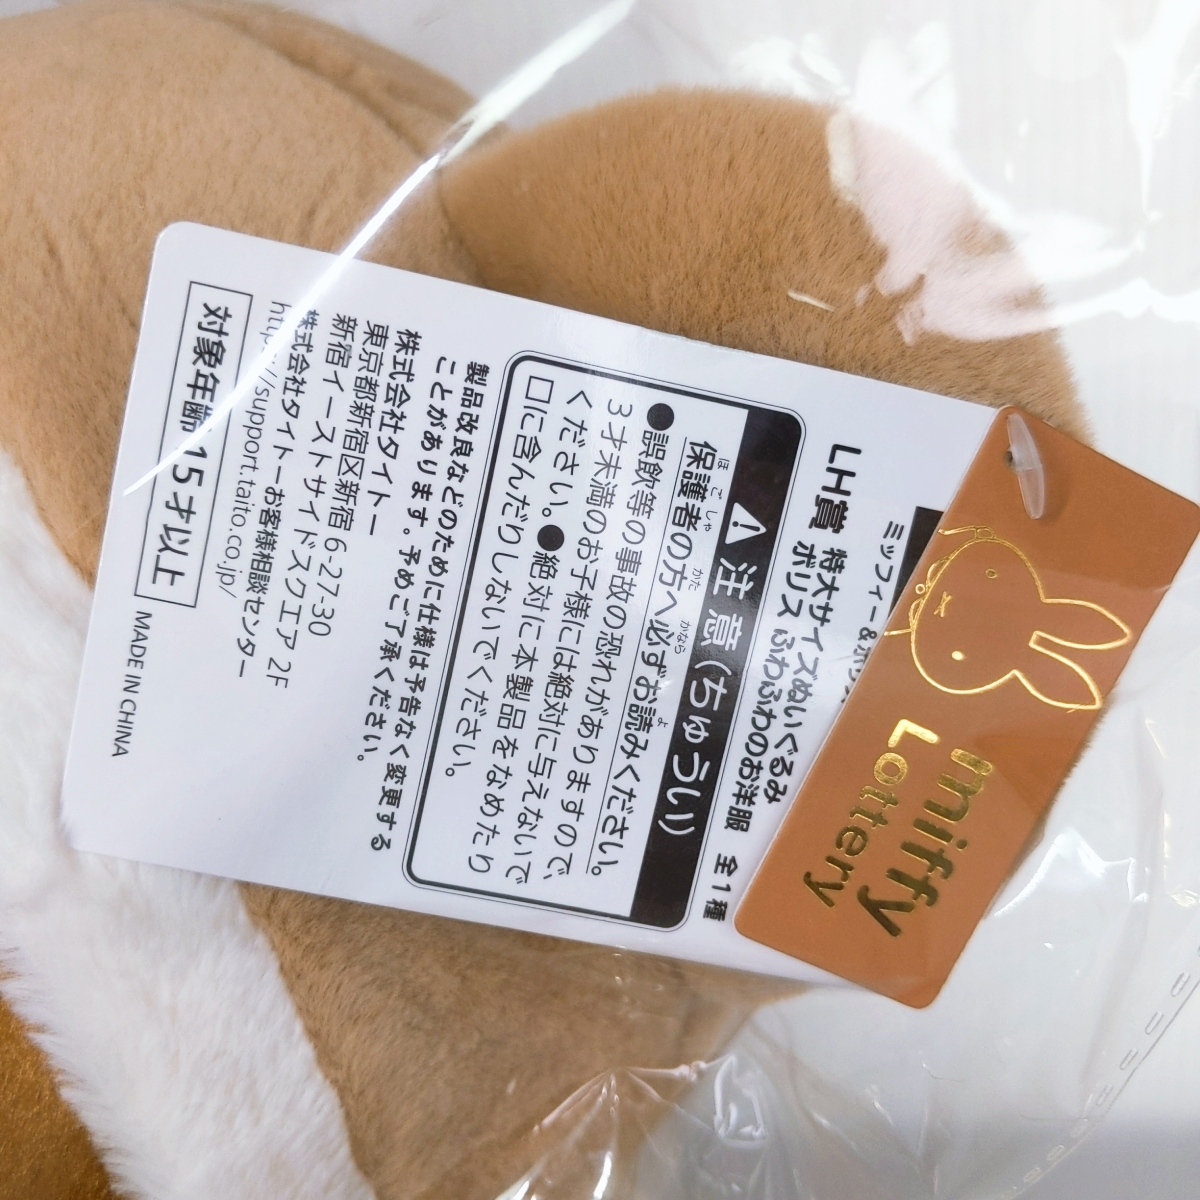 miffy
Lottery
ミッフィー&ボリス
LH賞 特大サイズぬいぐるみ
ボリス ふわふわのお洋服 全1種
注意(ちゅうい)
保護者の方へ必ずお読みください。
●誤飲等の事故の恐れがありますので、
3才未満のお子様には絶対に与えないで
ください。●絶対に本製品をなめたり
口に含んだりしないでください。
製品改良などのために仕様は予告なく変更する
ことがあります。予めご了承ください。
株式会社タイトー
東京都新宿区新宿 6-27-30
新宿イーストサイドスクエア 2F
株式会社タイトーお客様相談センター
http://support.taito.co.jp/
対象年齢 15才以上
MADE IN CHINA